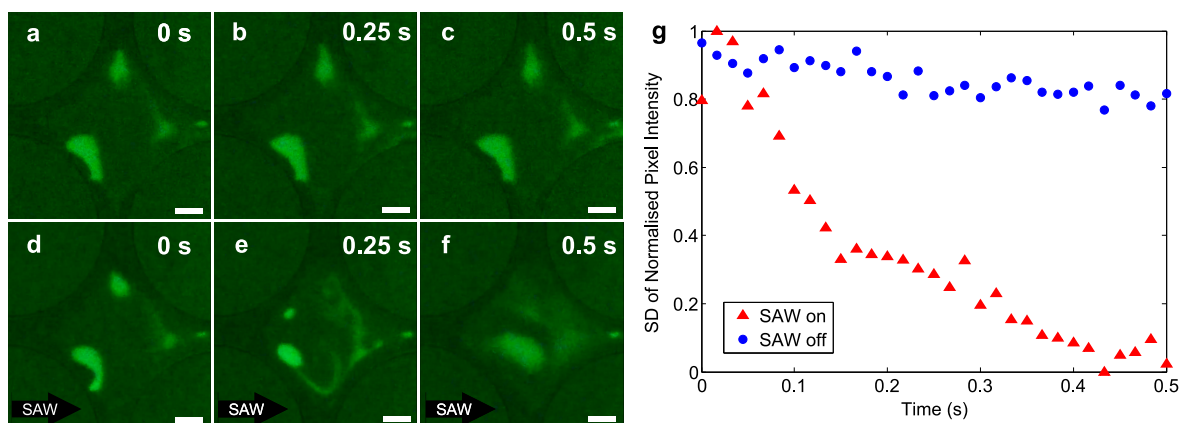 a 0 s
b 0.25 s
c 0.5 s
d 0 s
SAW
e 0.25 s
SAW
f 0.5 s
SAW
g
SD of Normalised Pixel Intensity
1
0.8
0.6
0.4
0.2
0
SAW on
SAW off
0 0.1 0.2 0.3 0.4 0.5
Time (s)